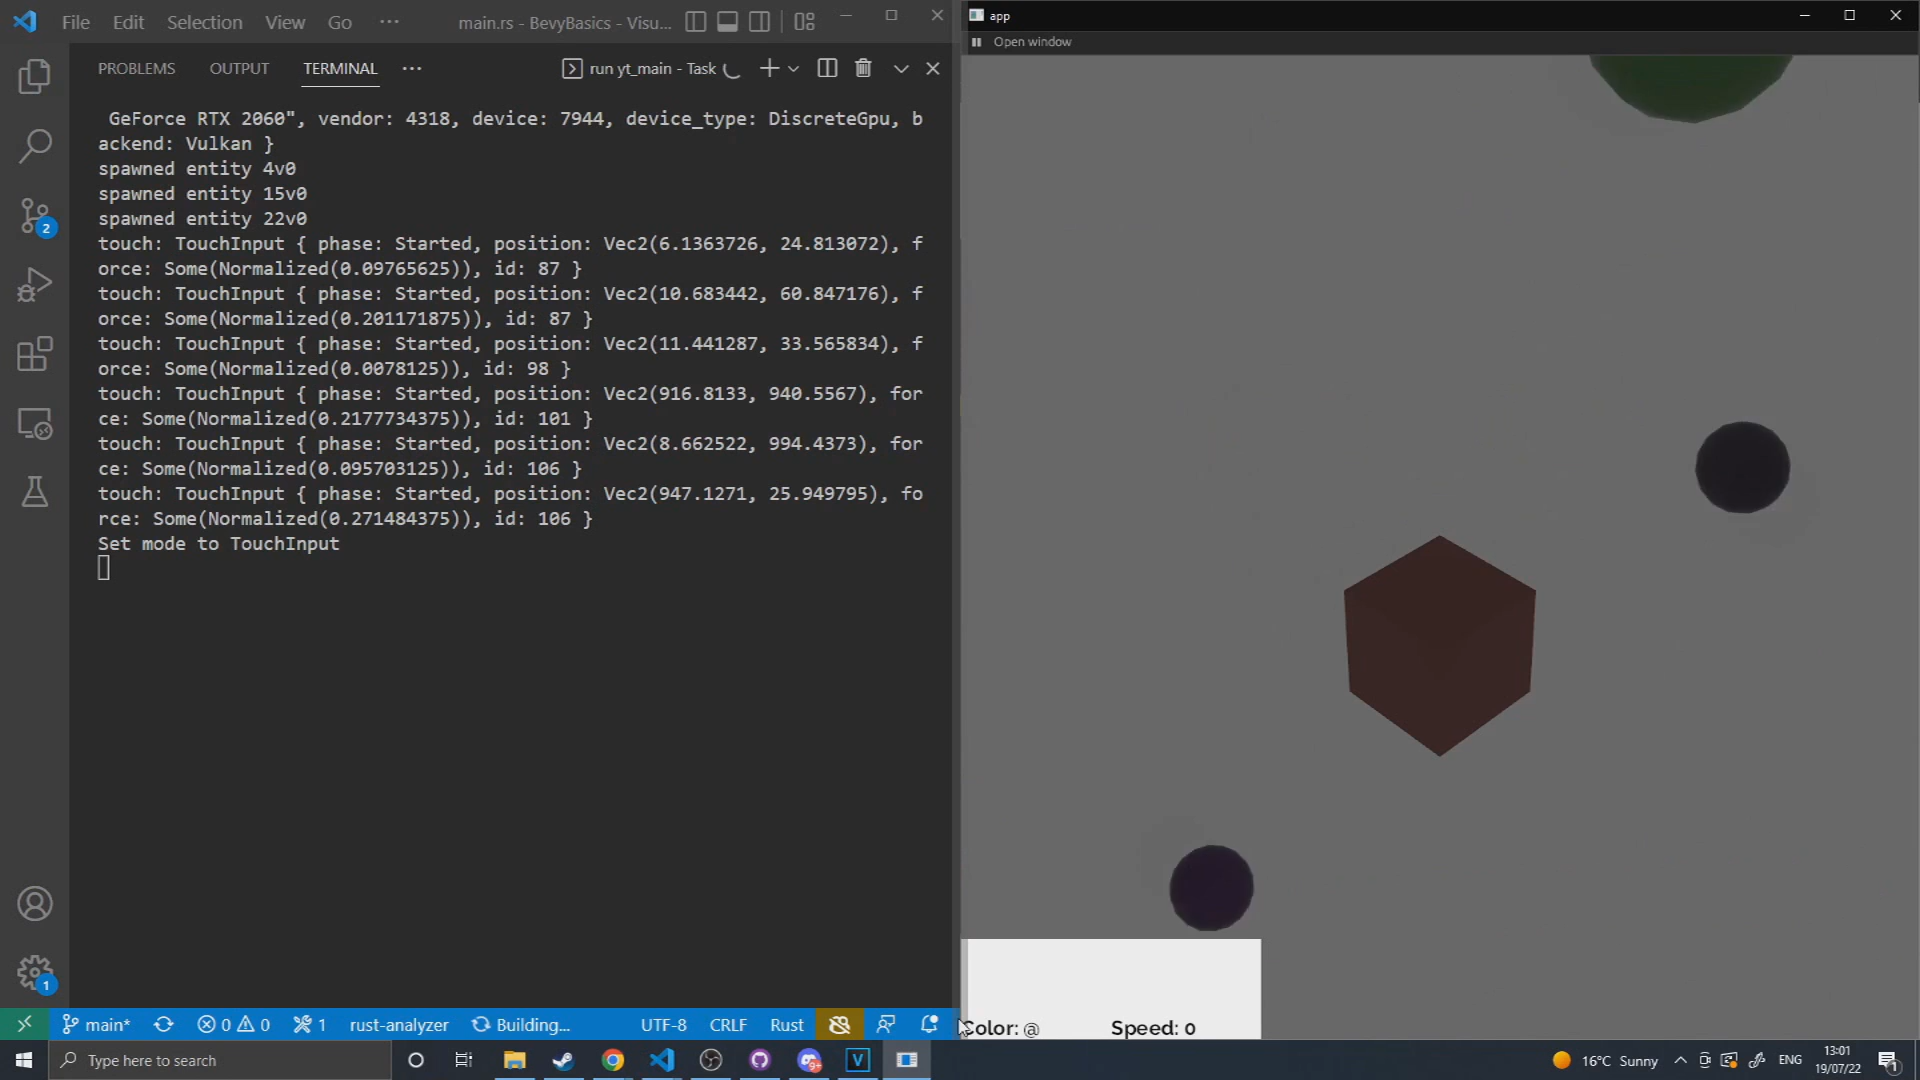 File Edit Selection View Go ··· main.rs - BevyBasics - Visu...
PROBLEMS OUTPUT TERMINAL ··· run yt_main - Task
GeForce RTX 2060", vendor: 4318, device: 7944, device_type: DiscreteGpu, b
ackend: Vulkan }
spawned entity 4v0
spawned entity 15v0
spawned entity 22v0
touch: TouchInput { phase: Started, position: Vec2(6.1363726, 24.813072), f
orce: Some(Normalized(0.09765625)), id: 87 }
touch: TouchInput { phase: Started, position: Vec2(10.683442, 60.847176), f
orce: Some(Normalized(0.201171875)), id: 87 }
touch: TouchInput { phase: Started, position: Vec2(11.441287, 33.565834), f
orce: Some(Normalized(0.0078125)), id: 98 }
touch: TouchInput { phase: Started, position: Vec2(916.8133, 940.5567), for
ce: Some(Normalized(0.2177734375)), id: 101 }
touch: TouchInput { phase: Started, position: Vec2(8.662522, 994.4373), for
ce: Some(Normalized(0.095703125)), id: 106 }
touch: TouchInput { phase: Started, position: Vec2(947.1271, 25.949795), fo
rce: Some(Normalized(0.271484375)), id: 106 }
Set mode to TouchInput
2
1
main* 0 0 1 rust-analyzer Building... UTF-8 CRLF Rust
app
Open window
Color: @ Speed: 0
Type here to search
9+
V
16°C Sunny ENG
13:01
19/07/22
1